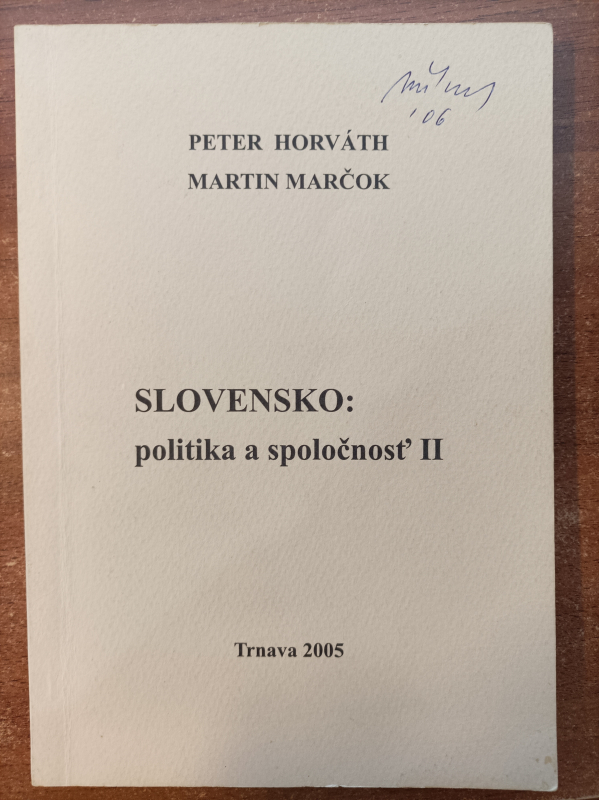 '06
PETER HORVÁTH
MARTIN MARČOK
SLOVENSKO:
politika a spoločnosť II
Trnava 2005